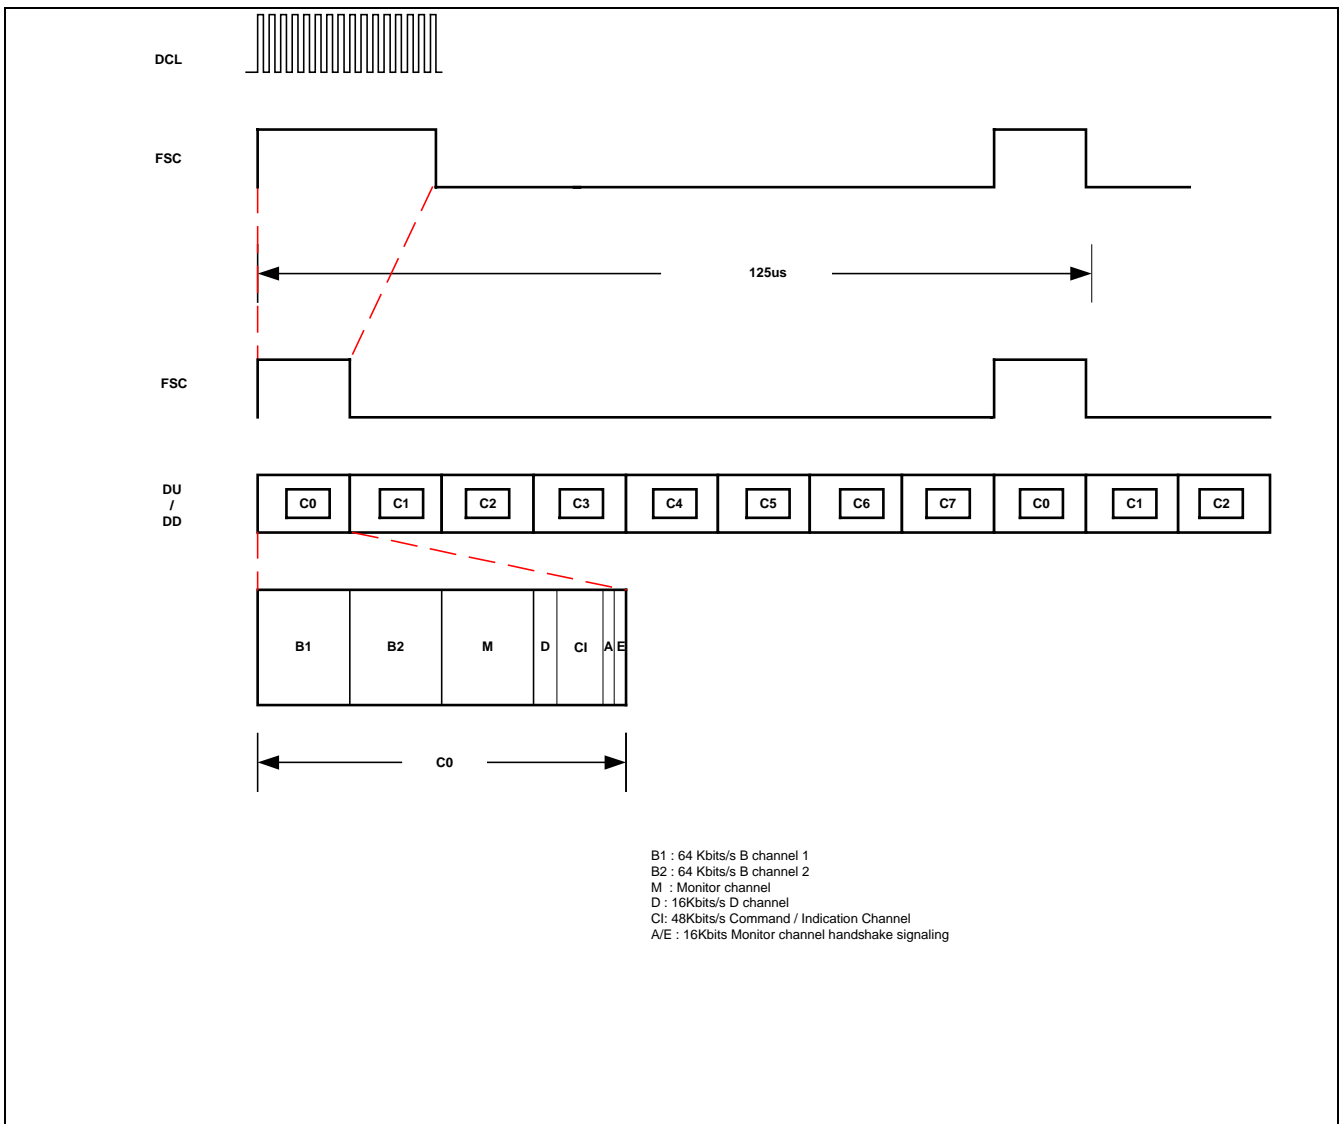 DCL
FSC
125us
FSC
DU
/
DD
C0 C1 C2 C3 C4 C5 C6 C7 C0 C1 C2
B1 B2 M D CI A E
C0
B1 : 64 Kbits/s B channel 1
B2 : 64 Kbits/s B channel 2
M : Monitor channel
D : 16Kbits/s D channel
CI: 48Kbits/s Command / Indication Channel
A/E : 16Kbits Monitor channel handshake signaling